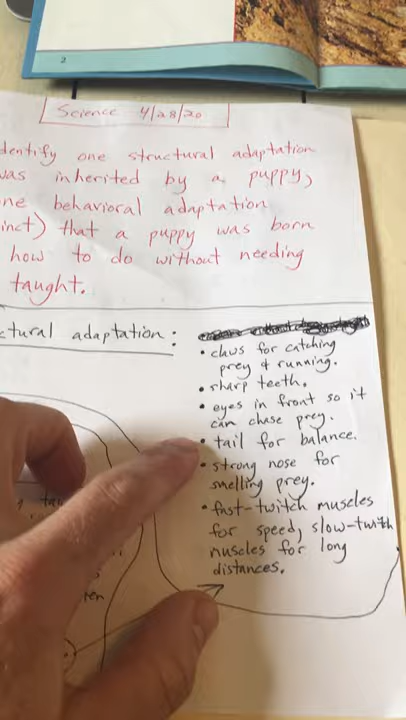 2
Science 4/28/20
dentify one structural adaptation
was inherited by a puppy,
ne behavioral adaptation
inct) that a puppy was born
how to do without needing
taught.
ctural adaptation:
• claws for catching
prey & running.
• sharp teeth.
• eyes in front so it
can chase prey.
• tail for balance.
• strong nose for
smelling prey.
• fast-twitch muscles
for speed, slow-twith
muscles for long
distances.